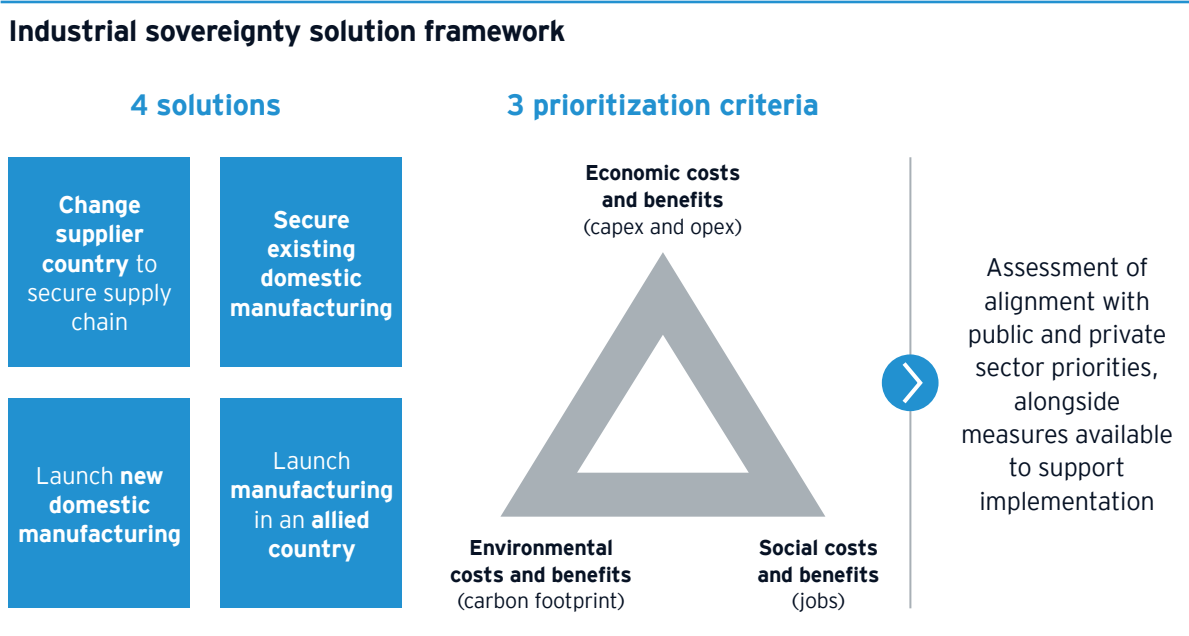 Industrial sovereignty solution framework
4 solutions
3 prioritization criteria
Change
supplier
country to
secure supply
chain
Secure
existing
domestic
manufacturing
Launch new
domestic
manufacturing
Launch
manufacturing
in an allied
country
Economic costs
and benefits
(capex and opex)
Environmental
costs and benefits
(carbon footprint)
Social costs
and benefits
(jobs)
Assessment of
alignment with
public and private
sector priorities,
alongside
measures available
to support
implementation